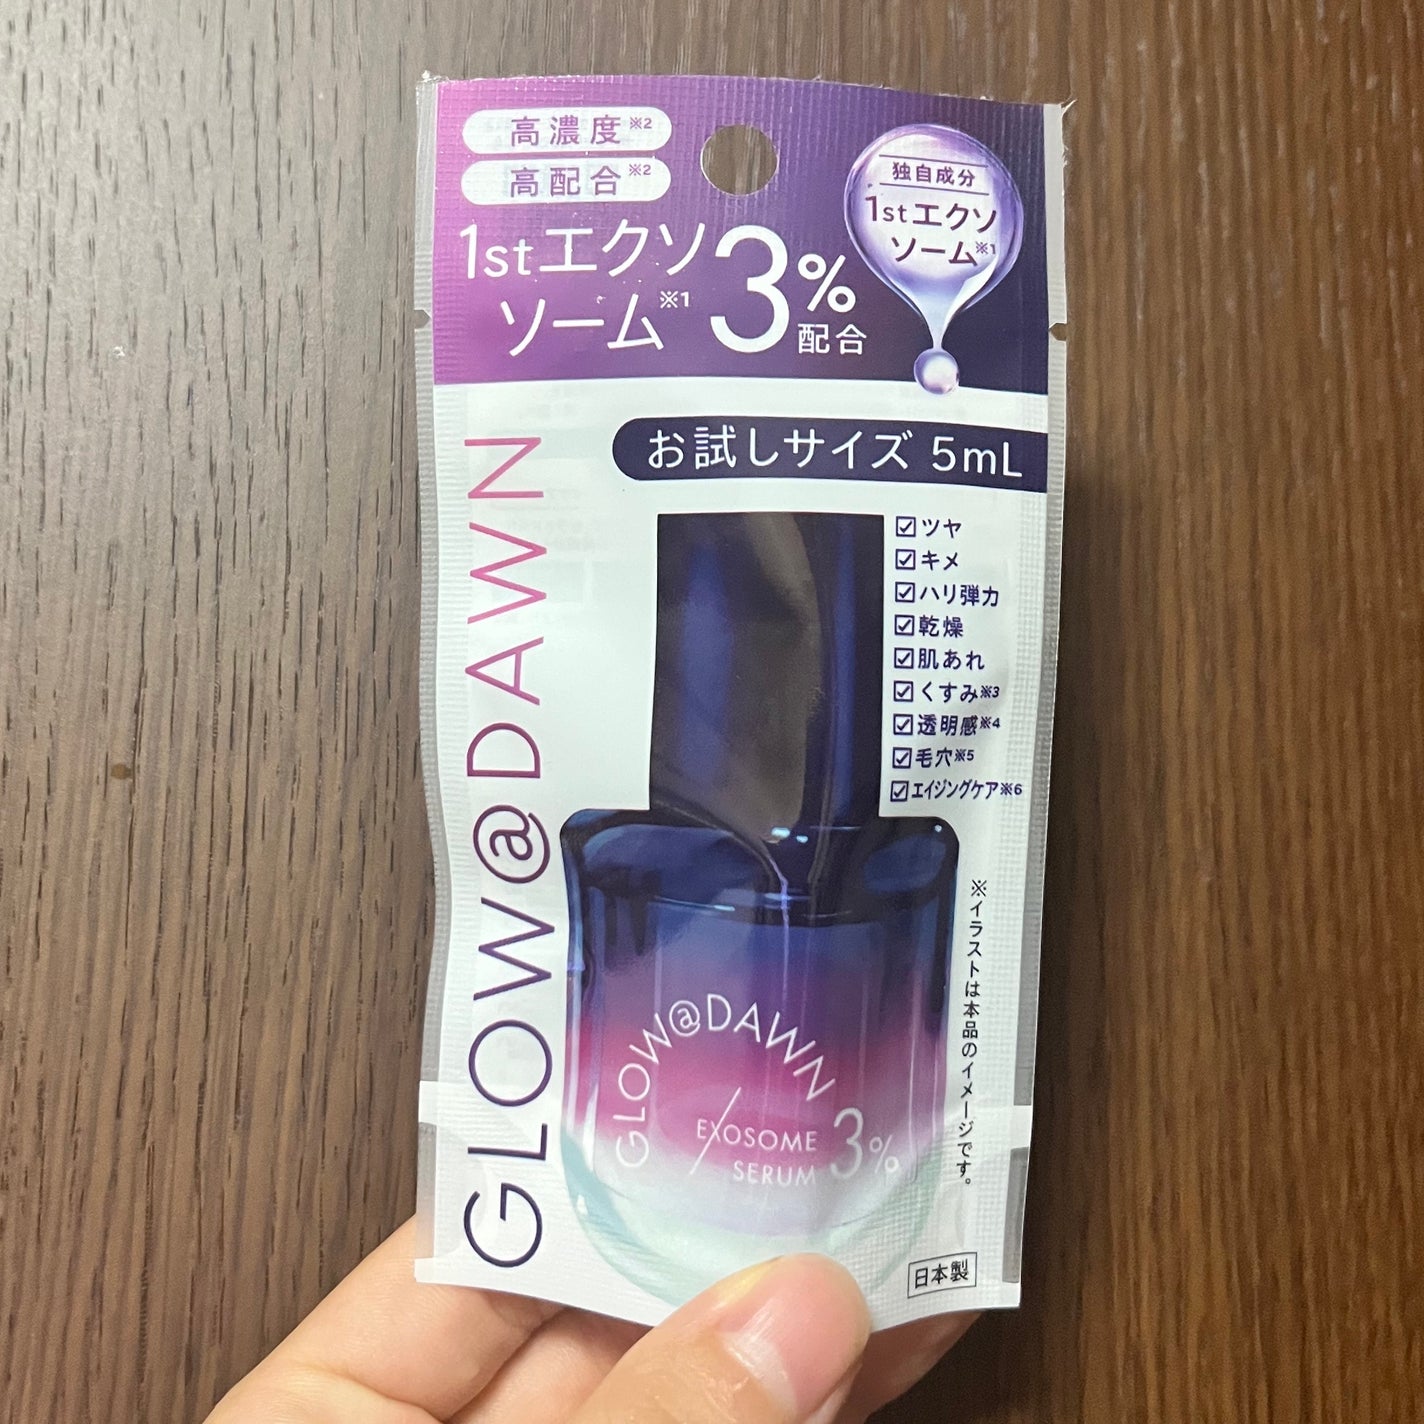 高濃度※2
高配合※2
1stエクソ
ソーム※1
3%
配合
独自成分
1stエクソ
ソーム※1
お試しサイズ 5mL
GLOW@DAWN
☑ツヤ
☑キメ
☑ハリ弾力
☑乾燥
☑肌あれ
☑くすみ※3
☑透明感※4
☑毛穴※5
☑エイジングケア※6
※イラストは本品のイメージです。
GLOW@DAWN
EXOSOME
SERUM
3%
日本製